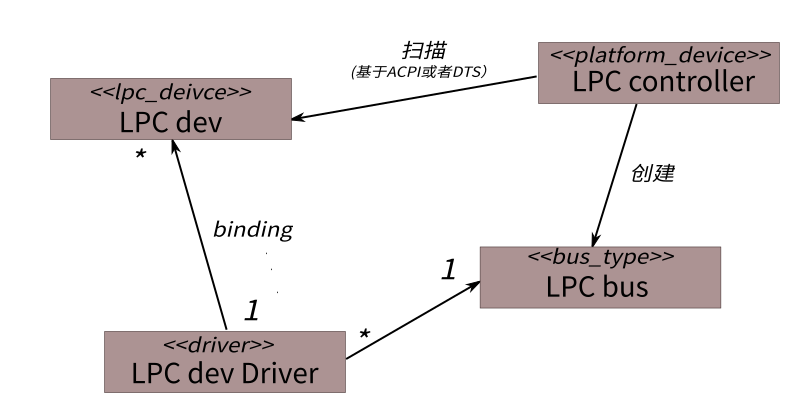 扫描
(基于ACPI或者DTS)
<<platform_device>>
LPC controller
<<lpc_deivce>>
LPC dev
*
创建
binding
<<bus_type>>
LPC bus
1
1
*
<<driver>>
LPC dev Driver